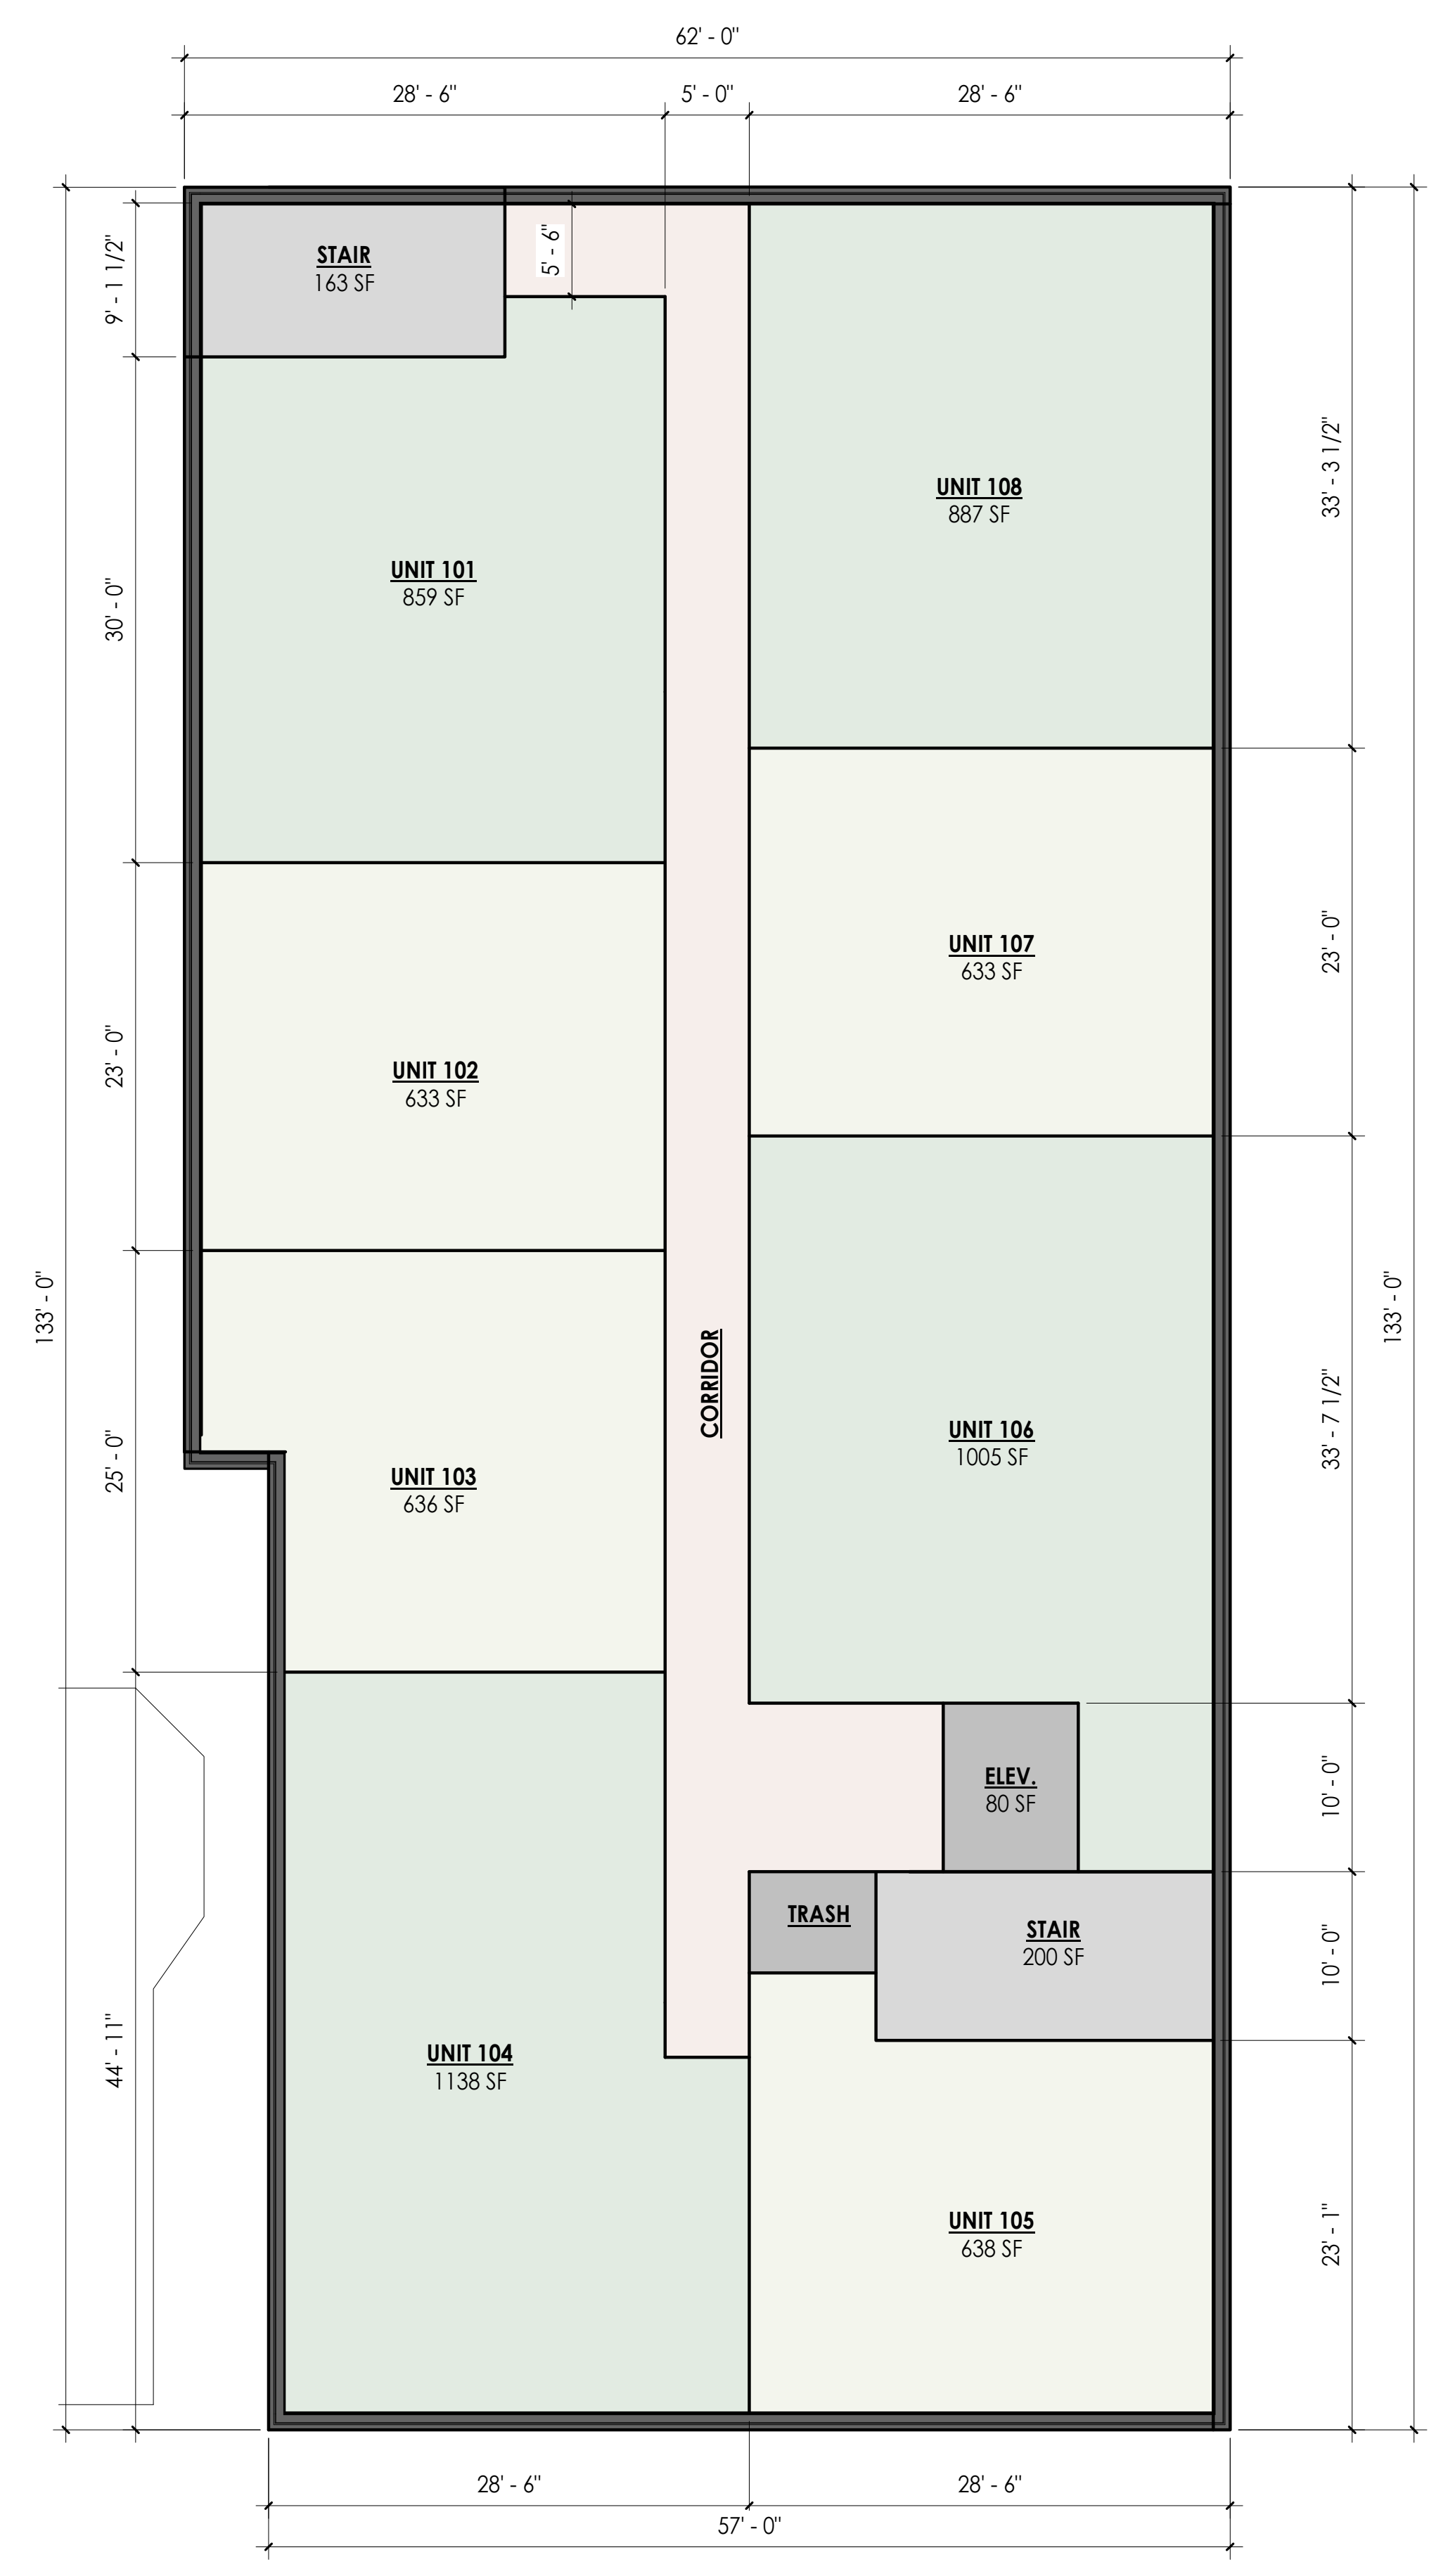 62' - 0"
28' - 6"
5' - 0"
28' - 6"
9' - 1 1/2"
STAIR
163 SF
5' - 6"
33' - 3 1/2"
UNIT 108
887 SF
UNIT 101
859 SF
30' - 0"
UNIT 107
633 SF
23' - 0"
UNIT 102
633 SF
23' - 0"
133' - 0"
133' - 0"
CORRIDOR
UNIT 106
1005 SF
33' - 7 1/2"
25' - 0"
UNIT 103
636 SF
ELEV.
80 SF
10' - 0"
TRASH
STAIR
200 SF
10' - 0"
44' - 11"
UNIT 104
1138 SF
UNIT 105
638 SF
23' - 1"
28' - 6"
28' - 6"
57' - 0"